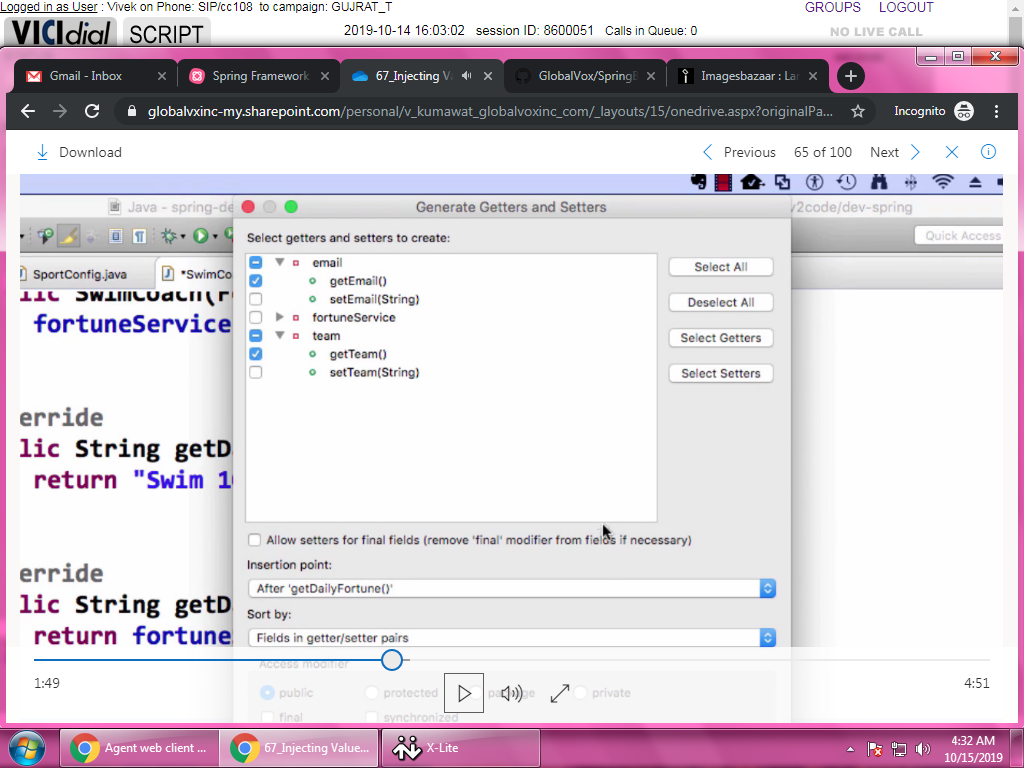 Logged in as User : Vivek on Phone: SIP/cc108 to campaign: GUJRAT_T GROUPS LOGOUT
VICIdial SCRIPT 2019-10-14 16:03:02 session ID: 8600051 Calls in Queue: 0 NO LIVE CALL
Gmail - Inbox Spring Framework 67_Injecting Va GlobalVox/SpringB Imagesbazaar : Lar
globalvxinc-my.sharepoint.com/personal/v_kumawat_globalvoxinc_com/_layouts/15/onedrive.aspx?originalPa... Incognito
Download Previous 65 of 100 Next
Java - spring-de Generate Getters and Setters v2code/dev-spring
Select getters and setters to create: Quick Access
SportConfig.java *SwimCo
email Select All
getEmail()
setEmail(String) Deselect All
fortuneService
team Select Getters
getTeam()
setTeam(String) Select Setters
lic SwimCoach(Fo
fortuneService
erride
lic String getD
return "Swim 10
Allow setters for final fields (remove 'final' modifier from fields if necessary)
Insertion point:
erride
After 'getDailyFortune()'
lic String getD
Sort by:
return fortune
Fields in getter/setter pairs
Access modifier
1:49 public protected package private 4:51
final synchronized
Agent web client ... 67_Injecting Value... X-Lite 4:32 AM
10/15/2019